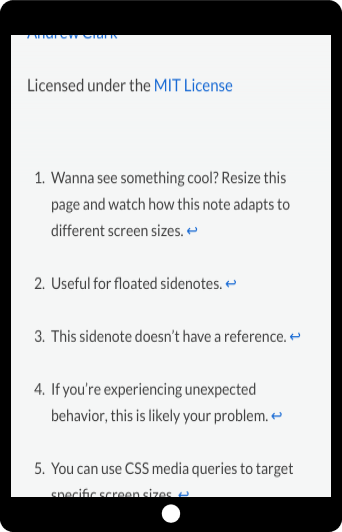 Andrew Clark
Licensed under the MIT License
1. Wanna see something cool? Resize this
page and watch how this note adapts to
different screen sizes. ↩
2. Useful for floated sidenotes. ↩
3. This sidenote doesn’t have a reference. ↩
4. If you’re experiencing unexpected
behavior, this is likely your problem. ↩
5. You can use CSS media queries to target
specific screen sizes. ↩